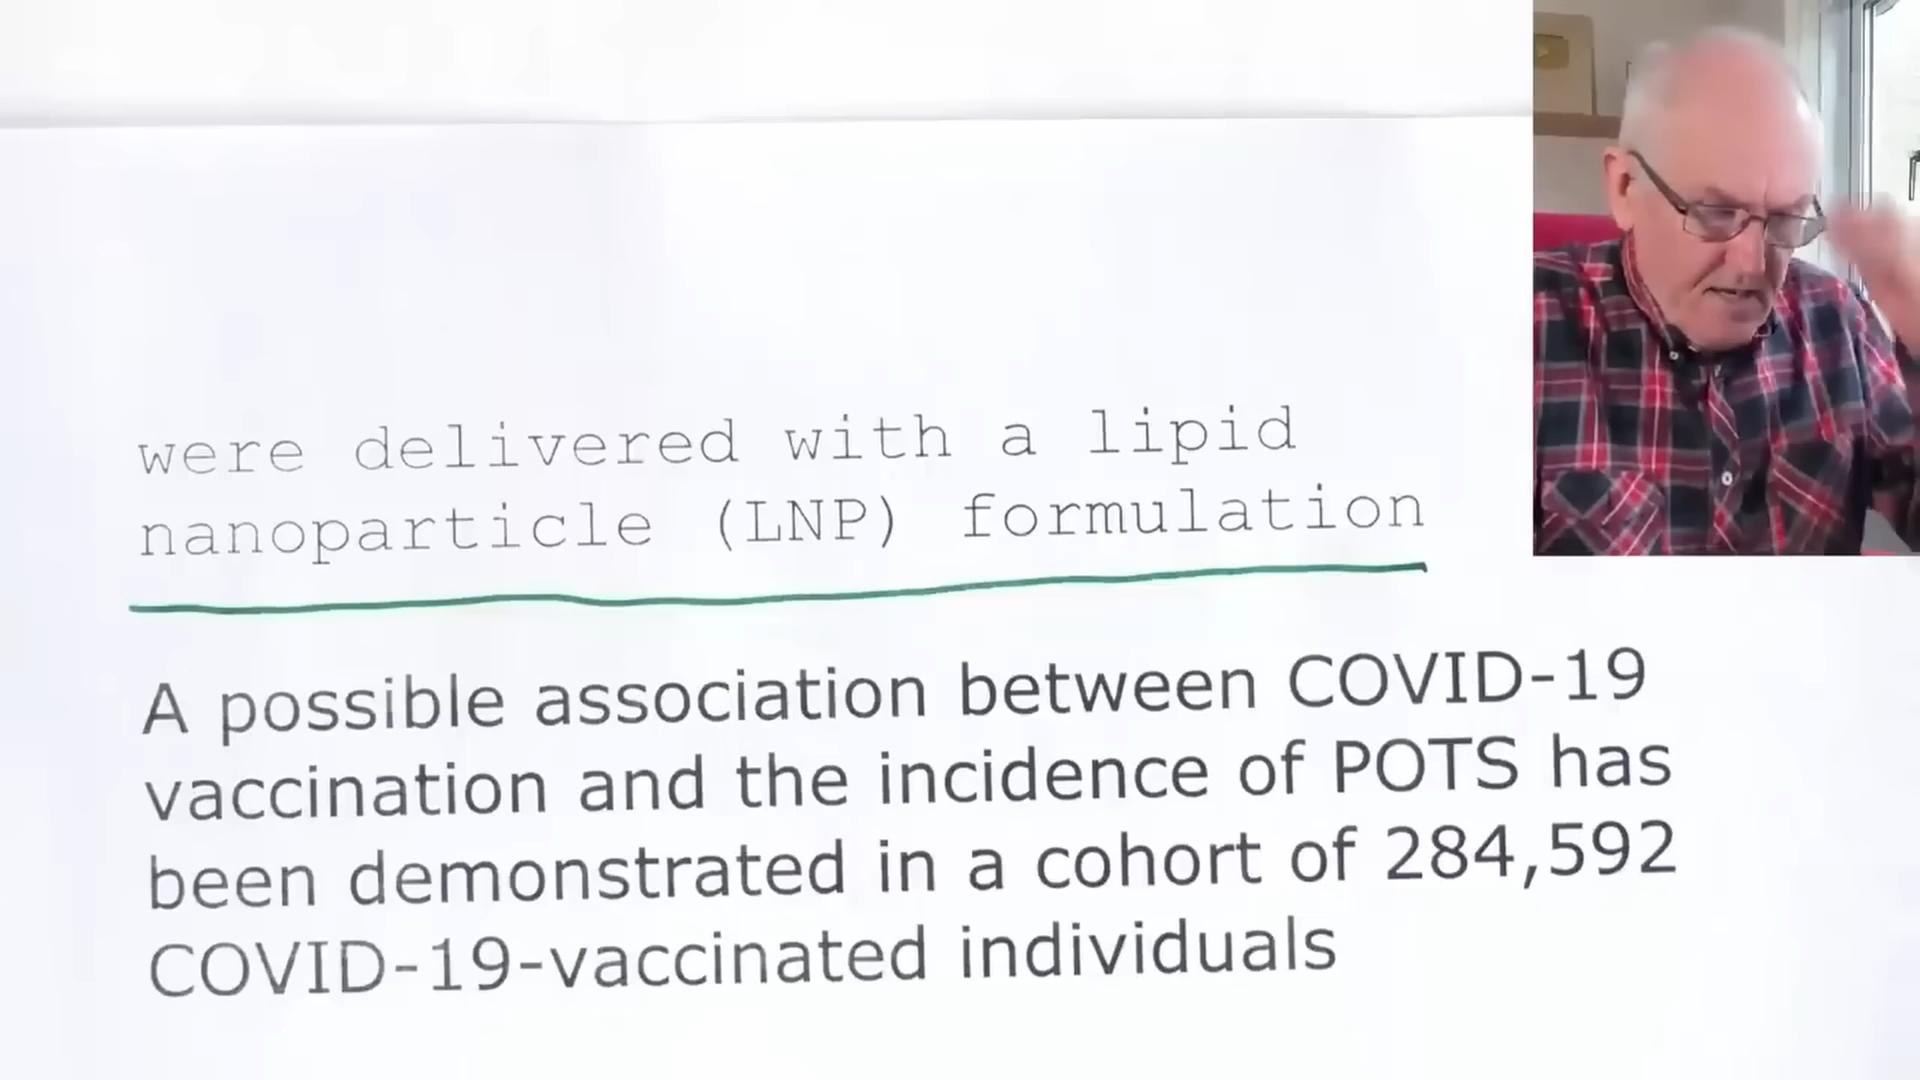 were delivered with a lipid
nanoparticle (LNP) formulation
A possible association between COVID-19
vaccination and the incidence of POTS has
been demonstrated in a cohort of 284,592
COVID-19-vaccinated individuals